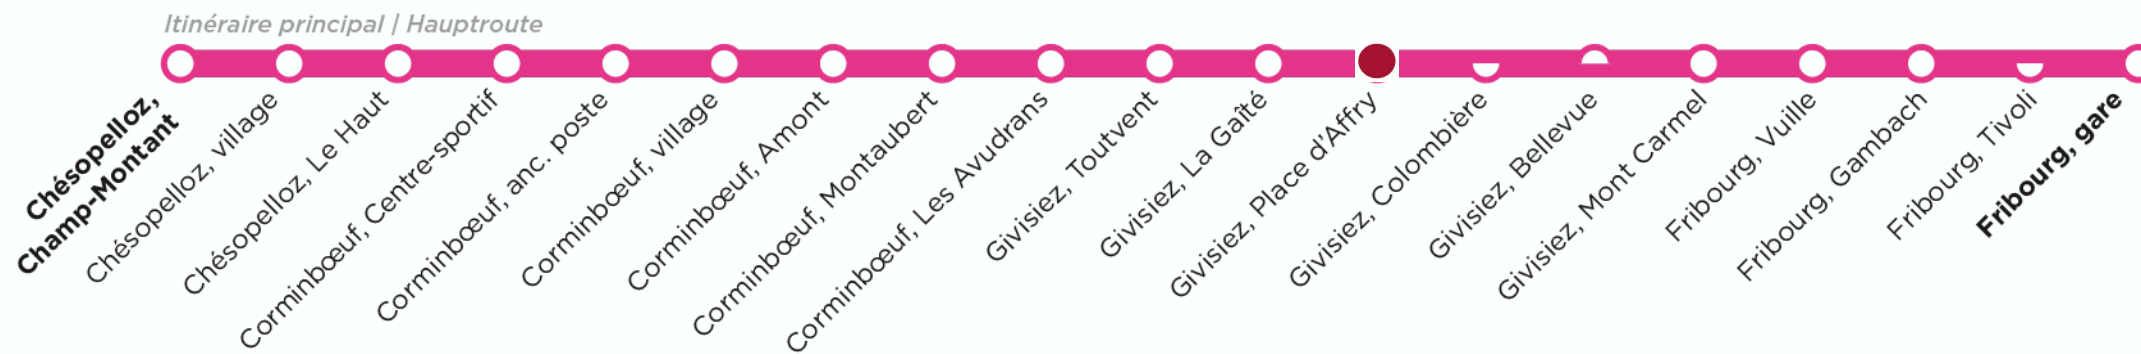 Itinéraire principal | Hauptroute
Chésopelloz,
Champ-Montant
Chésopelloz, village
Chésopelloz, Le Haut
Corminbœuf, Centre-sportif
Corminbœuf, anc. poste
Corminbœuf, village
Corminbœuf, Amont
Corminbœuf, Montaubert
Corminbœuf, Les Avudrans
Givisiez, Toutvent
Givisiez, La Gaîté
Givisiez, Place d'Affry
Givisiez, Colombière
Givisiez, Bellevue
Givisiez, Mont Carmel
Fribourg, Vuille
Fribourg, Gambach
Fribourg, Tivoli
Fribourg, gare